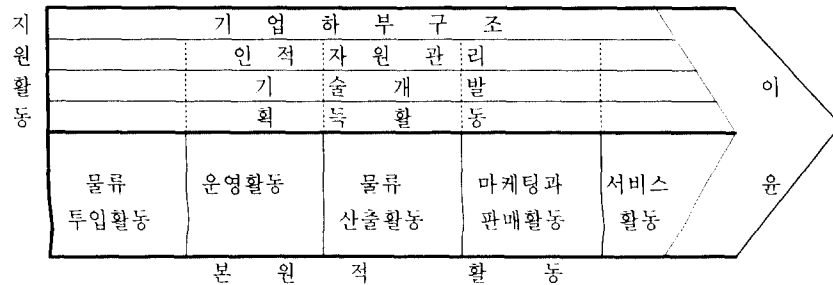 지원활동
기업하부구조
인적자원관리
기술개발
획득활동
이윤
물류
투입활동
운영활동
물류
산출활동
마케팅과
판매활동
서비스
활동
본원적 활동